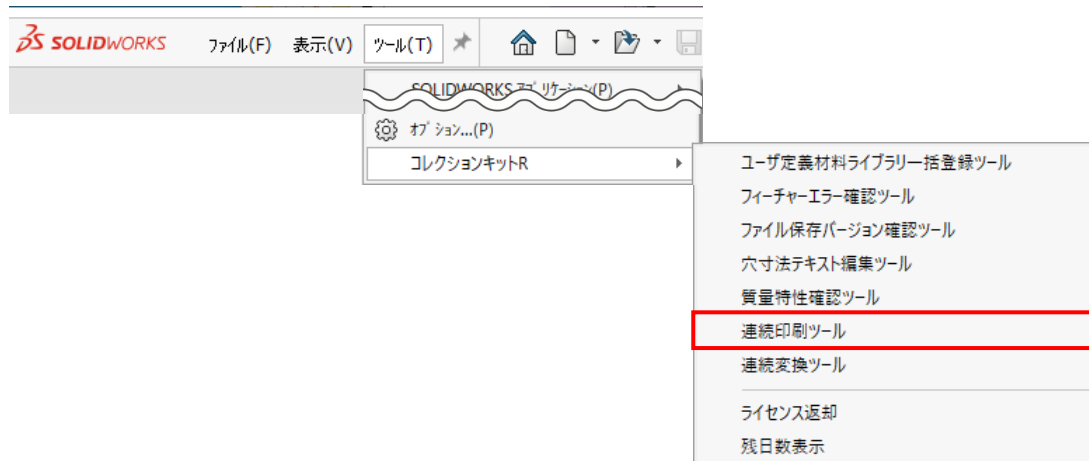 SOLIDWORKS ファイル(F) 表示(V) ツール(T)
SOLIDWORKS アプリケーション(P)
オプション...(P)
コレクションキットR
ユーザ定義材料ライブラリ一括登録ツール
フィーチャーエラー確認ツール
ファイル保存バージョン確認ツール
穴寸法テキスト編集ツール
質量特性確認ツール
連続印刷ツール
連続変換ツール
ライセンス返却
残日数表示